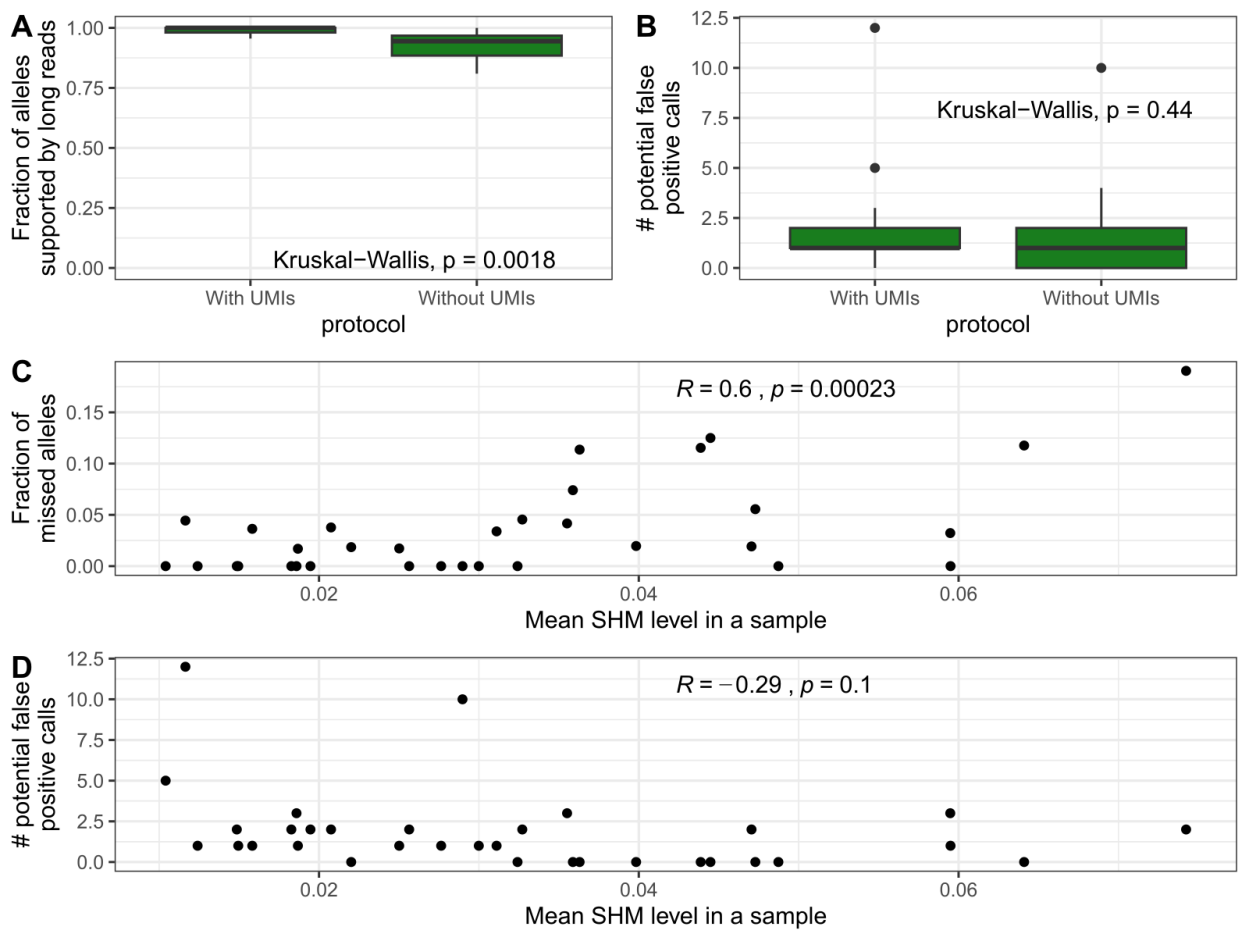 A
Fraction of alleles
supported by long reads
1.00
0.75
0.50
0.25
0.00
Kruskal−Wallis, p = 0.0018
With UMIs
Without UMIs
protocol
B
# potential false
positive calls
12.5
10.0
7.5
5.0
2.5
0.0
Kruskal−Wallis, p = 0.44
With UMIs
Without UMIs
protocol
C
Fraction of
missed alleles
0.15
0.10
0.05
0.00
R = 0.6 , p = 0.00023
0.02
0.04
0.06
Mean SHM level in a sample
D
# potential false
positive calls
12.5
10.0
7.5
5.0
2.5
0.0
R = −0.29 , p = 0.1
0.02
0.04
0.06
Mean SHM level in a sample